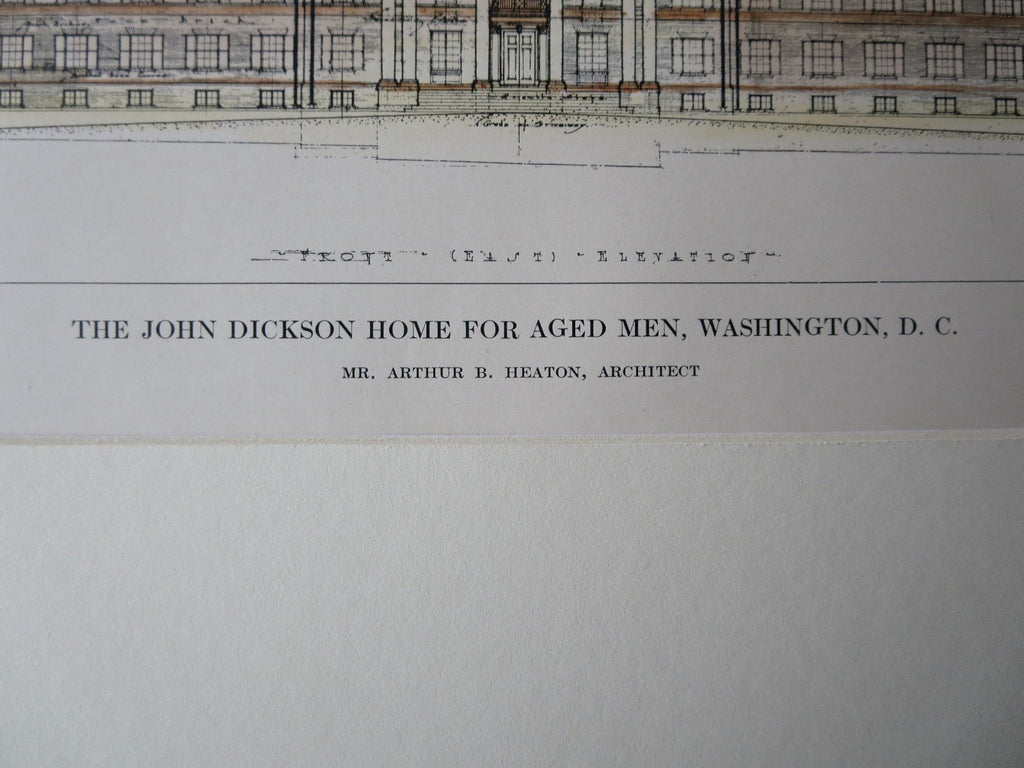 FRONT (EAST) - ELEVATION -
THE JOHN DICKSON HOME FOR AGED MEN, WASHINGTON, D. C.
MR. ARTHUR B. HEATON, ARCHITECT